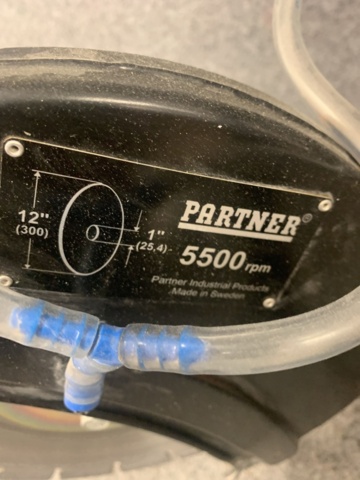 12"
(300)
1"
(25,4)
PARTNER®
5500rpm
Partner Industrial Products
Made in Sweden